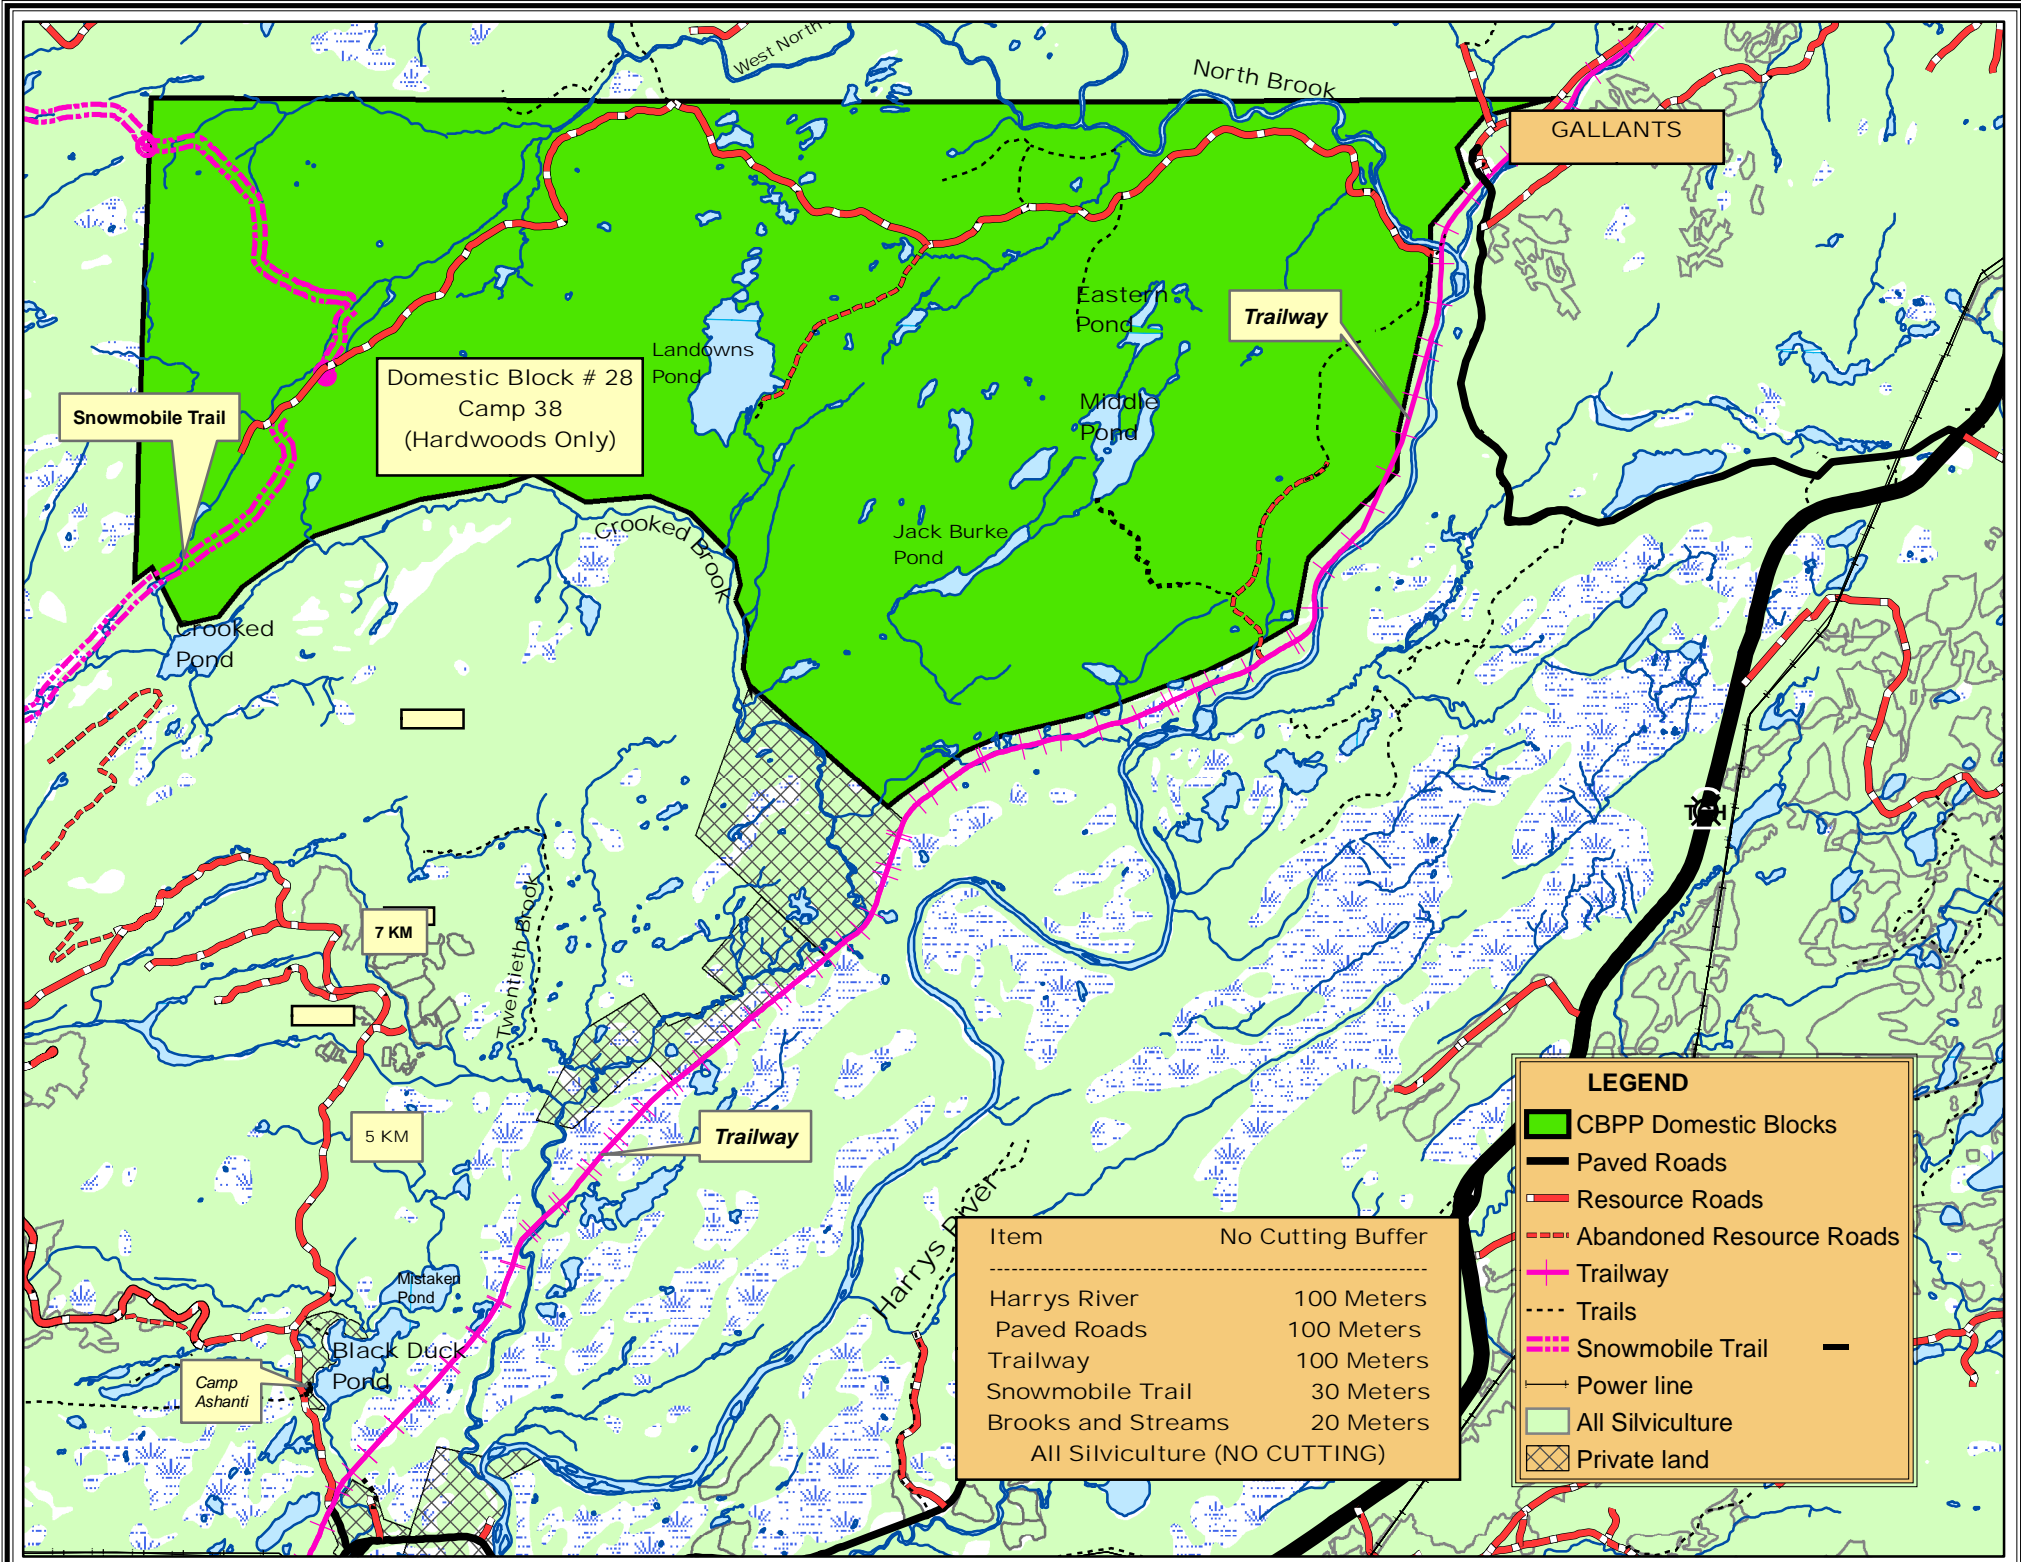 West North
North Brook
GALLANTS
Eastern
Pond
Trailway
Landowns
Pond
Domestic Block # 28
Camp 38
(Hardwoods Only)
Middle
Pond
Snowmobile Trail
Crooked Brook
Jack Burke
Pond
Crooked
Pond
7 KM
Twentieth Brook
5 KM
Trailway
Harrys River
Mistaken
Pond
Black Duck
Pond
Camp
Ashanti
Item No Cutting Buffer
Harrys River 100 Meters
Paved Roads 100 Meters
Trailway 100 Meters
Snowmobile Trail 30 Meters
Brooks and Streams 20 Meters
All Silviculture (NO CUTTING)
LEGEND
CBPP Domestic Blocks
Paved Roads
Resource Roads
Abandoned Resource Roads
Trailway
Trails
Snowmobile Trail
Power line
All Silviculture
Private land